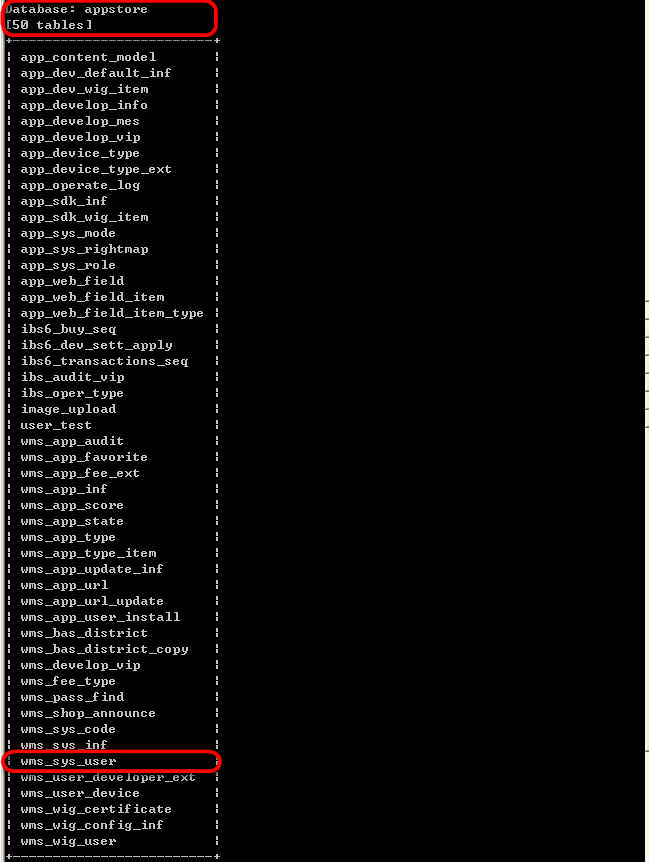 Database: appstore
[50 tables]
+-------------------------+
| app_content_model |
| app_dev_default_inf |
| app_dev_wig_item |
| app_develop_info |
| app_develop_mes |
| app_develop_vip |
| app_device_type |
| app_device_type_ext |
| app_operate_log |
| app_sdk_inf |
| app_sdk_wig_item |
| app_sys_mode |
| app_sys_rightmap |
| app_sys_role |
| app_web_field |
| app_web_field_item |
| app_web_field_item_type |
| ibs6_buy_seq |
| ibs6_dev_sett_apply |
| ibs6_transactions_seq |
| ibs_audit_vip |
| ibs_oper_type |
| image_upload |
| user_test |
| wms_app_audit |
| wms_app_favorite |
| wms_app_fee_ext |
| wms_app_inf |
| wms_app_score |
| wms_app_state |
| wms_app_type |
| wms_app_type_item |
| wms_app_update_inf |
| wms_app_url |
| wms_app_url_update |
| wms_app_user_install |
| wms_bas_district |
| wms_bas_district_copy |
| wms_develop_vip |
| wms_fee_type |
| wms_pass_find |
| wms_shop_announce |
| wms_sys_code |
| wms_sys_inf |
| wms_sys_user |
| wms_user_developer_ext |
| wms_user_device |
| wms_wig_certificate |
| wms_wig_config_inf |
| wms_wig_user |
+-------------------------+